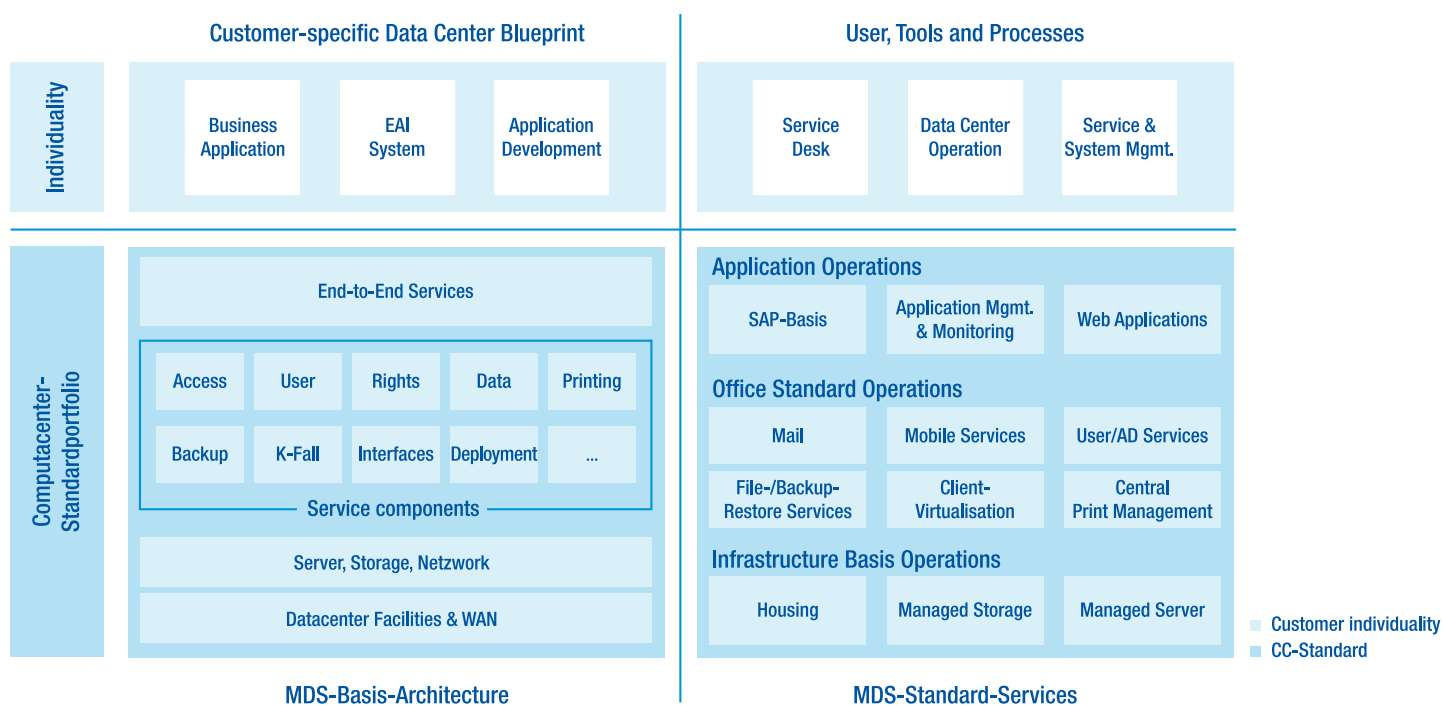 Customer-specific Data Center Blueprint
User, Tools and Processes
Individuality
Business
Application
EAI
System
Application
Development
Service
Desk
Data Center
Operation
Service &
System Mgmt.
Computacenter-
Standardportfolio
End-to-End Services
Access
User
Rights
Data
Printing
Backup
K-Fall
Interfaces
Deployment
...
Service components
Server, Storage, Netzwork
Datacenter Facilities & WAN
Application Operations
SAP-Basis
Application Mgmt.
& Monitoring
Web Applications
Office Standard Operations
Mail
Mobile Services
User/AD Services
File-/Backup-
Restore Services
Client-
Virtualisation
Central
Print Management
Infrastructure Basis Operations
Housing
Managed Storage
Managed Server
Customer individuality
CC-Standard
MDS-Basis-Architecture
MDS-Standard-Services